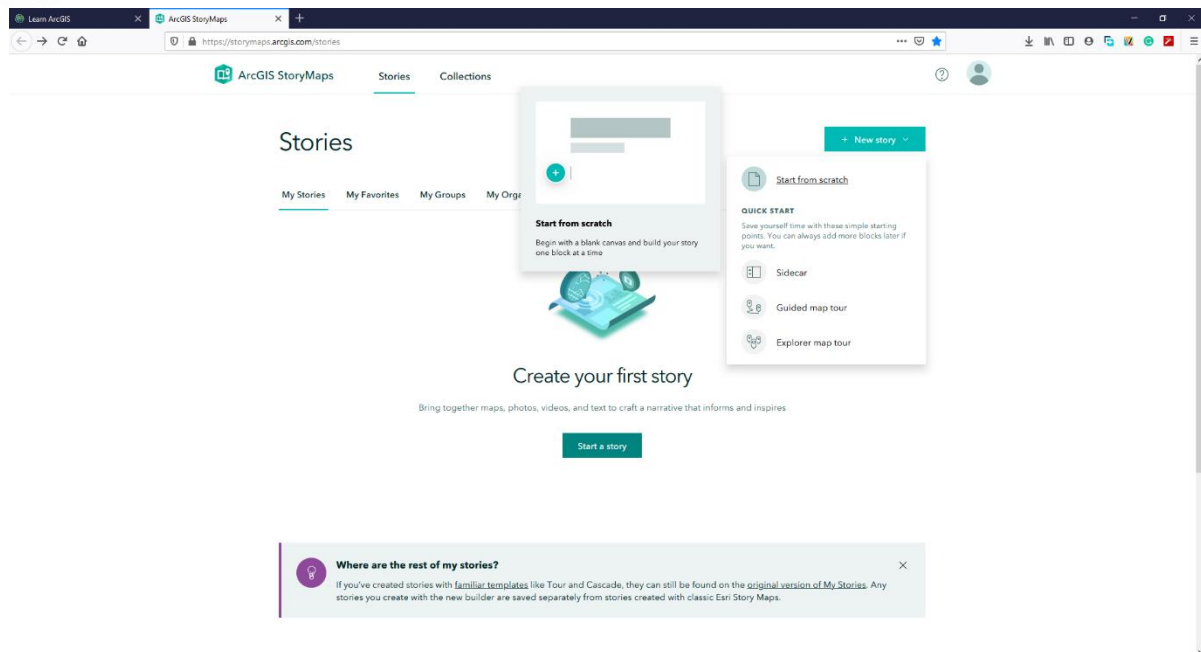 Learn ArcGIS
ArcGIS StoryMaps
https://storymaps.arcgis.com/stories
ArcGIS StoryMaps
Stories
Collections
Stories
+ New story
My Stories
My Favorites
My Groups
My Orga
Start from scratch
Begin with a blank canvas and build your story
one block at a time
Start from scratch
QUICK START
Save yourself time with these simple starting
points. You can always add more blocks later if
you want.
Sidecar
Guided map tour
Explorer map tour
Create your first story
Bring together maps, photos, videos, and text to craft a narrative that informs and inspires
Start a story
Where are the rest of my stories?
If you've created stories with familiar templates like Tour and Cascade, they can still be found on the original version of My Stories. Any
stories you create with the new builder are saved separately from stories created with classic Esri Story Maps.